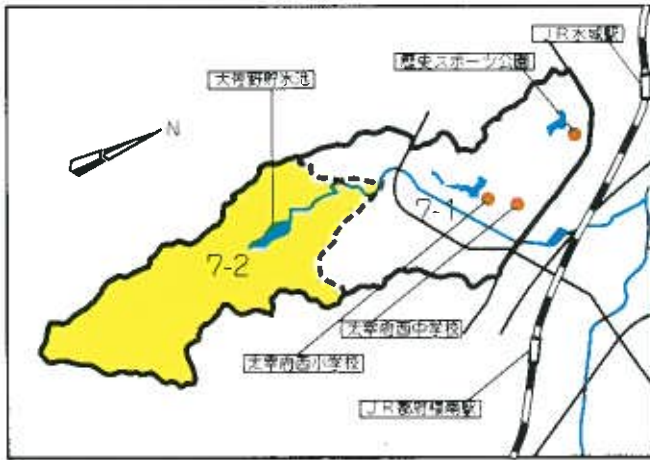 JR水城駅
歴史スポーツ公園
大佐野貯水池
N
7-1
7-2
太宰府西中学校
太宰府西小学校
JR都府楼南駅